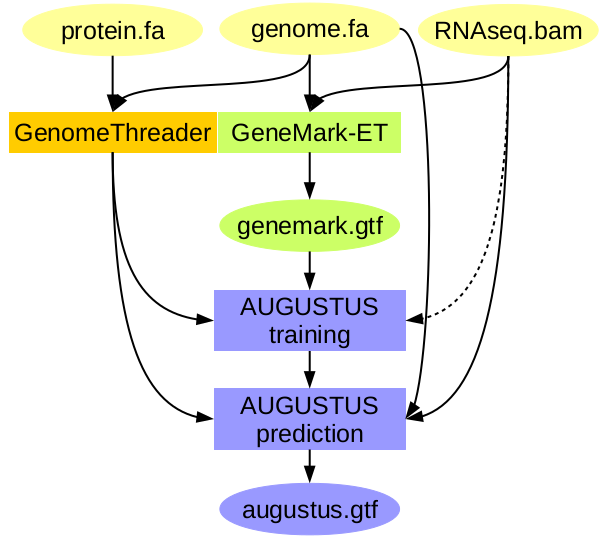 protein.fa
genome.fa
RNAseq.bam
GenomeThreader
GeneMark-ET
genemark.gtf
AUGUSTUS
training
AUGUSTUS
prediction
augustus.gtf